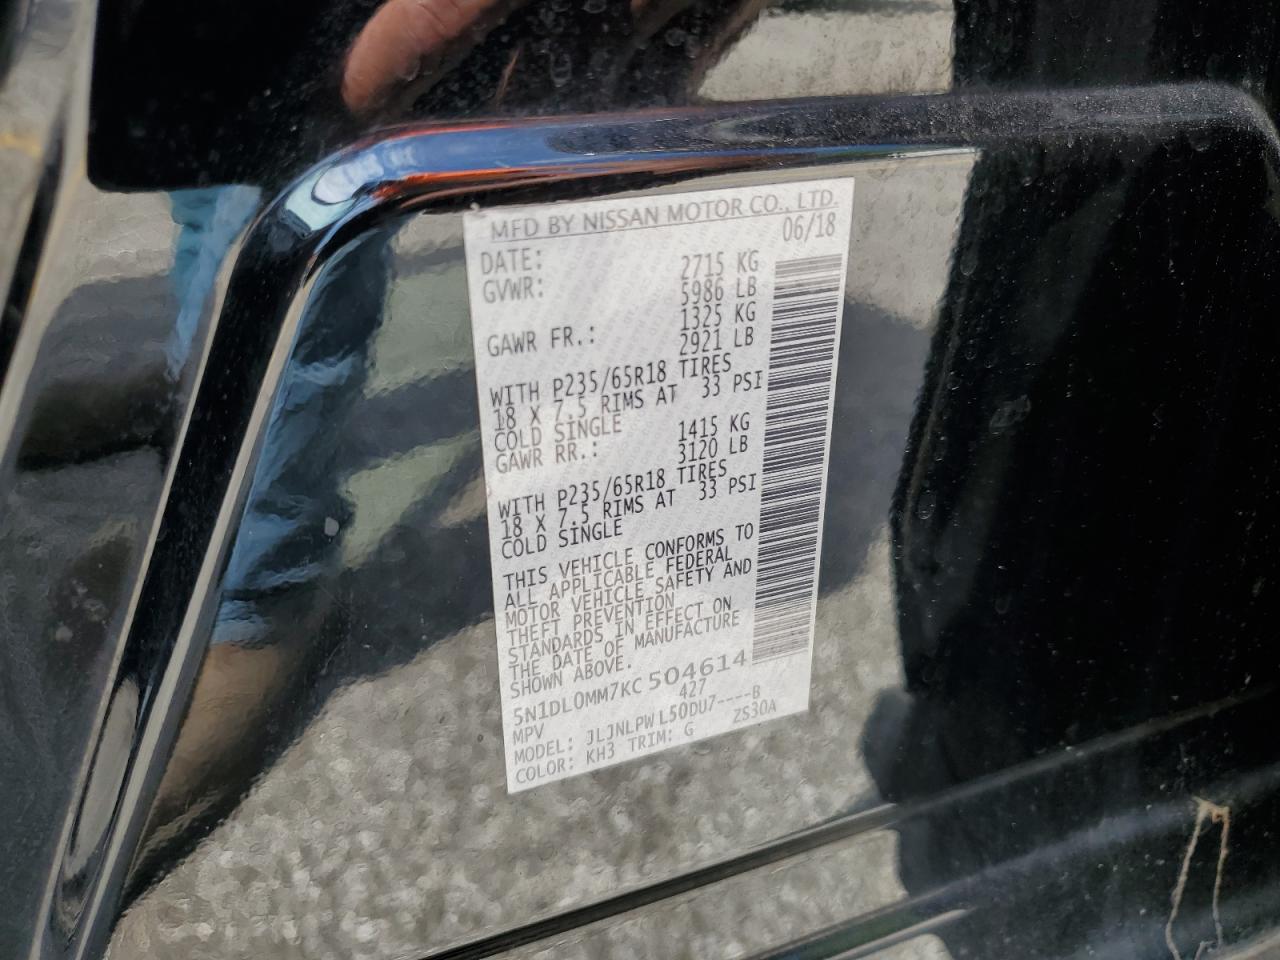 MFD BY NISSAN MOTOR CO., LTD.
DATE: 06/18
GVWR: 2715 KG
5986 LB
GAWR FR.: 1325 KG
2921 LB
WITH P235/65R18 TIRES
18 X 7.5 RIMS AT 33 PSI
COLD SINGLE
GAWR RR.: 1415 KG
3120 LB
WITH P235/65R18 TIRES
18 X 7.5 RIMS AT 33 PSI
COLD SINGLE
THIS VEHICLE CONFORMS TO
ALL APPLICABLE FEDERAL
MOTOR VEHICLE SAFETY AND
THEFT PREVENTION
STANDARDS IN EFFECT ON
THE DATE OF MANUFACTURE
SHOWN ABOVE.
5N1DL0MM7KC504614
MPV 427
MODEL: JLJNLPWL50DU7----B
COLOR: KH3 TRIM: G ZS30A